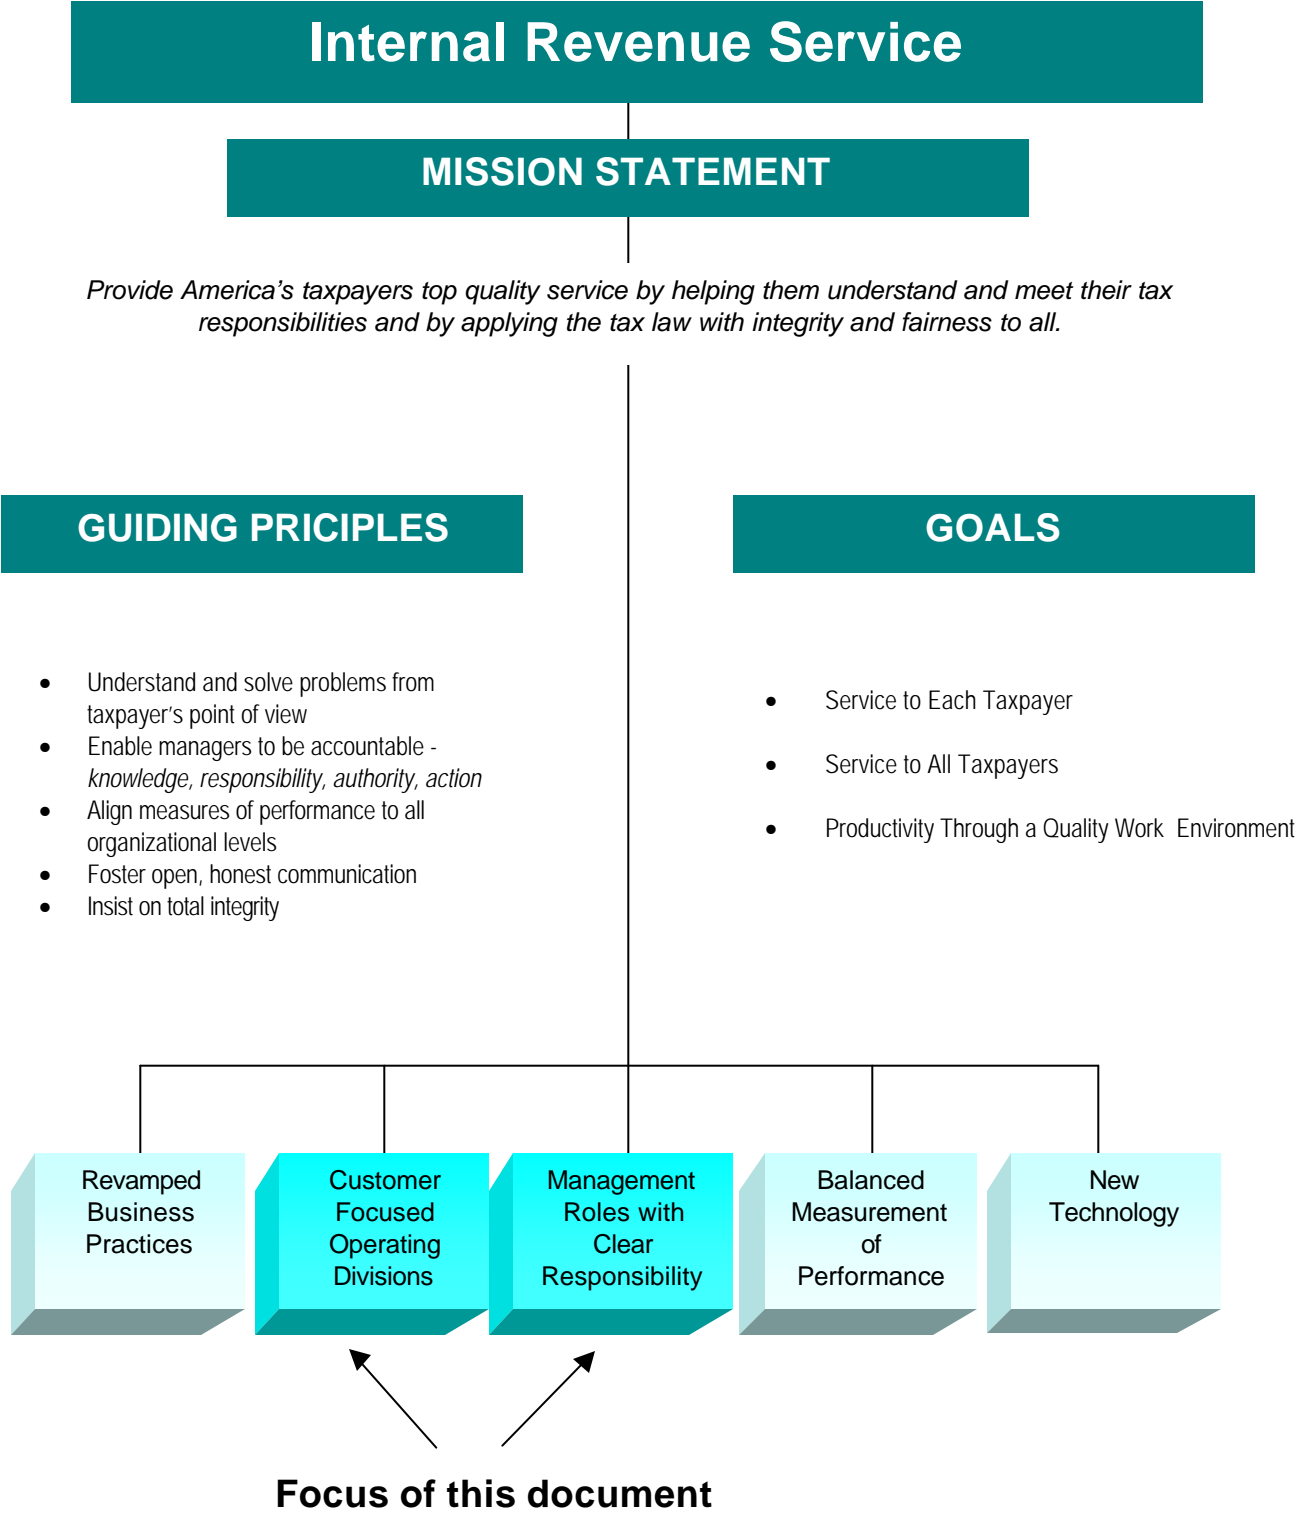 Internal Revenue Service
MISSION STATEMENT
Provide America’s taxpayers top quality service by helping them understand and meet their tax
responsibilities and by applying the tax law with integrity and fairness to all.
GUIDING PRICIPLES
• Understand and solve problems from
taxpayer’s point of view
• Enable managers to be accountable -
knowledge, responsibility, authority, action
• Align measures of performance to all
organizational levels
• Foster open, honest communication
• Insist on total integrity
GOALS
• Service to Each Taxpayer
• Service to All Taxpayers
• Productivity Through a Quality Work Environment
Revamped
Business
Practices
Customer
Focused
Operating
Divisions
Management
Roles with
Clear
Responsibility
Balanced
Measurement
of
Performance
New
Technology
Focus of this document